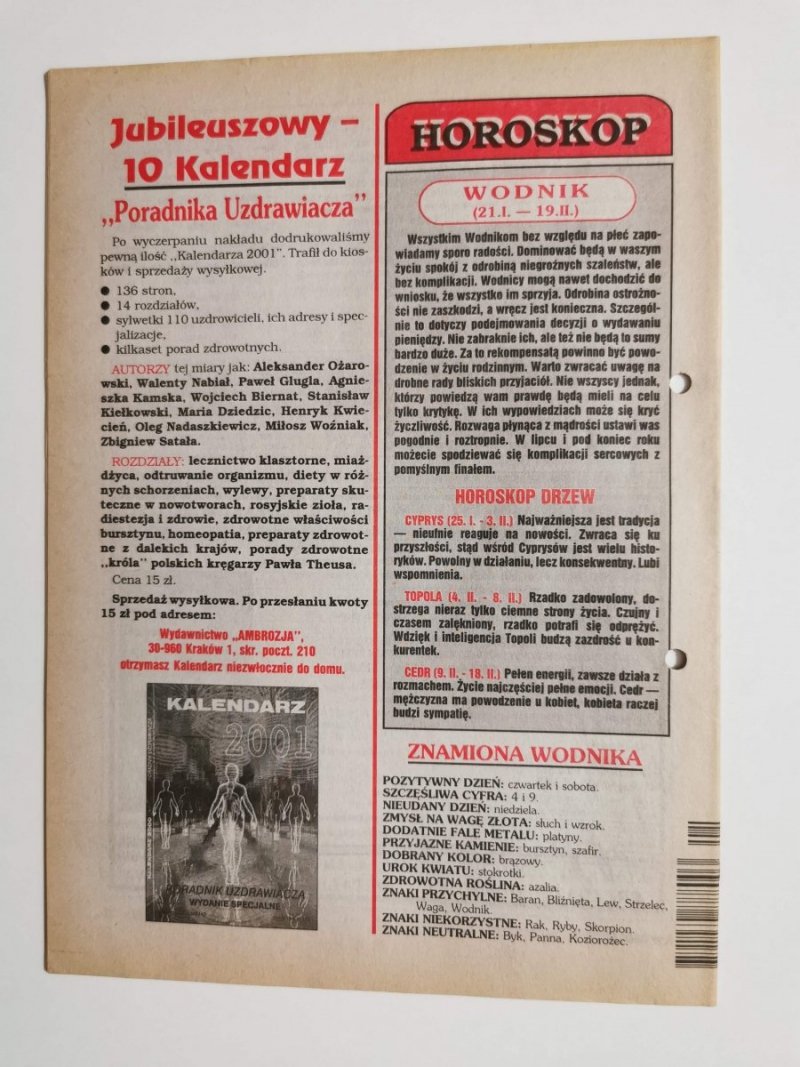 Jubileuszowy –
10 Kalendarz
„Poradnika Uzdrawiacza”
Po wyczerpaniu nakładu dodrukowaliśmy
pewną ilość „Kalendarza 2001”. Trafił do kios-
ków i sprzedaży wysyłkowej.
● 136 stron,
● 14 rozdziałów,
● sylwetki 110 uzdrowicieli, ich adresy i spec-
jalizacje,
● kilkaset porad zdrowotnych.
AUTORZY tej miary jak: Aleksander Ożaro-
wski, Walenty Nabiał, Paweł Glugla, Agnie-
szka Kamska, Wojciech Biernat, Stanisław
Kiełkowski, Maria Dziedzic, Henryk Kwie-
cień, Oleg Nadaszkiewicz, Miłosz Woźniak,
Zbigniew Satała.
ROZDZIAŁY: lecznictwo klasztorne, miaż-
dżyca, odtruwanie organizmu, diety w róż-
nych schorzeniach, wylewy, preparaty sku-
teczne w nowotworach, rosyjskie zioła, ra-
diestezja i zdrowie, zdrowotne właściwości
bursztynu, homeopatia, preparaty zdrowot-
ne z dalekich krajów, porady zdrowotne
„króla” polskich kręgarzy Pawła Theusa.
Cena 15 zł.
Sprzedaż wysyłkowa. Po przesłaniu kwoty
15 zł pod adresem:
Wydawnictwo „AMBROZJA”,
30-960 Kraków 1, skr. poczt. 210
otrzymasz Kalendarz niezwłocznie do domu.
KALENDARZ
2001
PORADNIK UZDRAWIACZA
WYDANIE SPECJALNE
HOROSKOP
WODNIK
(21.I. — 19.II.)
Wszystkim Wodnikom bez względu na płeć zapo-
wiadamy sporo radości. Dominować będą w waszym
życiu spokój z odrobiną niegroźnych szaleństw, ale
bez komplikacji. Wodnicy mogą nawet dochodzić do
wniosku, że wszystko im sprzyja. Odrobina ostrożno-
ści nie zaszkodzi, a wręcz jest konieczna. Szczegól-
nie to dotyczy podejmowania decyzji o wydawaniu
pieniędzy. Nie zabraknie ich, ale też nie będą to sumy
bardzo duże. Za to rekompensatą powinno być powo-
dzenie w życiu rodzinnym. Warto zwracać uwagę na
drobne rady bliskich przyjaciół. Nie wszyscy jednak,
którzy powiedzą wam prawdę będą mieli na celu
tylko krytykę. W ich wypowiedziach może się kryć
życzliwość. Rozwaga płynąca z mądrości ustawi was
pogodnie i roztropnie. W lipcu i pod koniec roku
możecie spodziewać się komplikacji sercowych z
pomyślnym finałem.
HOROSKOP DRZEW
CYPRYS (25. I. - 3. II.) Najważniejsza jest tradycja
— nieufnie reaguje na nowości. Zwraca się ku
przyszłości, stąd wśród Cyprysów jest wielu histo-
ryków. Powolny w działaniu, lecz konsekwentny. Lubi
wspomnienia.
TOPOLA (4. II. - 8. II.) Rzadko zadowolony, do-
strzega nieraz tylko ciemne strony życia. Czujny i
czasem zalękniony, rzadko potrafi się odprężyć.
Wdzięk i inteligencja Topoli budzą zazdrość u kon-
kurentek.
CEDR (9. II. - 18. II.) Pełen energii, zawsze działa z
rozmachem. Życie najczęściej pełne emocji. Cedr —
mężczyzna ma powodzenie u kobiet, kobieta raczej
budzi sympatię.
ZNAMIONA WODNIKA
POZYTYWNY DZIEŃ: czwartek i sobota.
SZCZĘŚLIWA CYFRA: 4 i 9.
NIEUDANY DZIEŃ: niedziela.
ZMYSŁ NA WAGĘ ZŁOTA: słuch i wzrok.
DODATNIE FALE METALU: platyny.
PRZYJAZNE KAMIENIE: bursztyn, szafir.
DOBRANY KOLOR: brązowy.
UROK KWIATU: stokrotki.
ZDROWOTNA ROŚLINA: azalia.
ZNAKI PRZYCHYLNE: Baran, Bliźnięta, Lew, Strzelec,
Waga, Wodnik.
ZNAKI NIEKORZYSTNE: Rak, Ryby, Skorpion.
ZNAKI NEUTRALNE: Byk, Panna, Koziorożec.